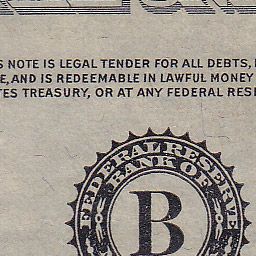 S NOTE IS LEGAL TENDER FOR ALL DEBTS,
E, AND IS REDEEMABLE IN LAWFUL MONEY
TES TREASURY, OR AT ANY FEDERAL RES
FEDERAL RESERVE
BANK OF
B